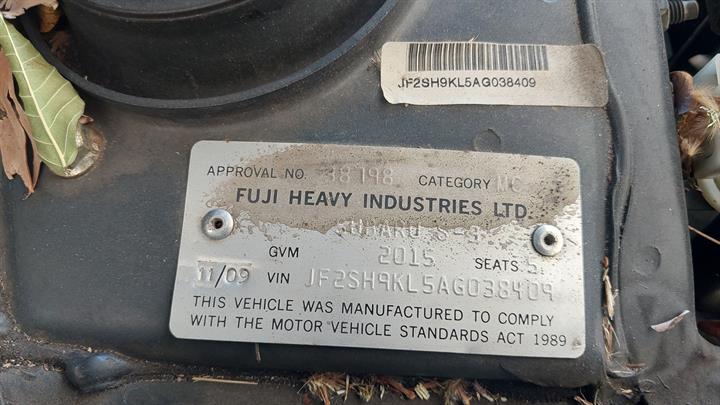 JF2SH9KL5AG038409
APPROVAL NO. 38798 CATEGORY MC
FUJI HEAVY INDUSTRIES LTD
SUBARU S-3
GVM 2015 SEATS 5
11/09 VIN JF2SH9KL5AG038409
THIS VEHICLE WAS MANUFACTURED TO COMPLY
WITH THE MOTOR VEHICLE STANDARDS ACT 1989